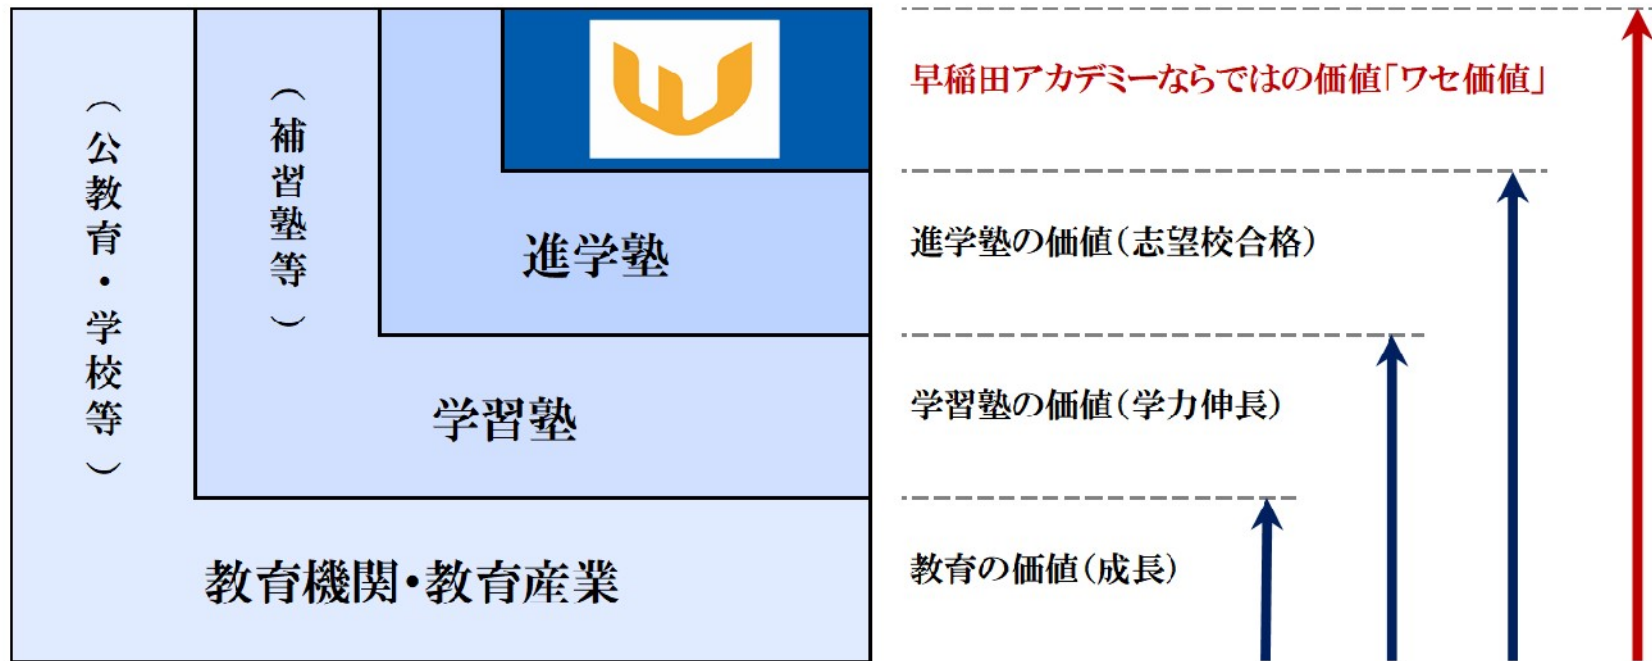 (公教育・学校等)
(補習塾等)
進学塾
学習塾
教育機関・教育産業
早稲田アカデミーならではの価値「ワセ価値」
進学塾の価値(志望校合格)
学習塾の価値(学力伸長)
教育の価値(成長)